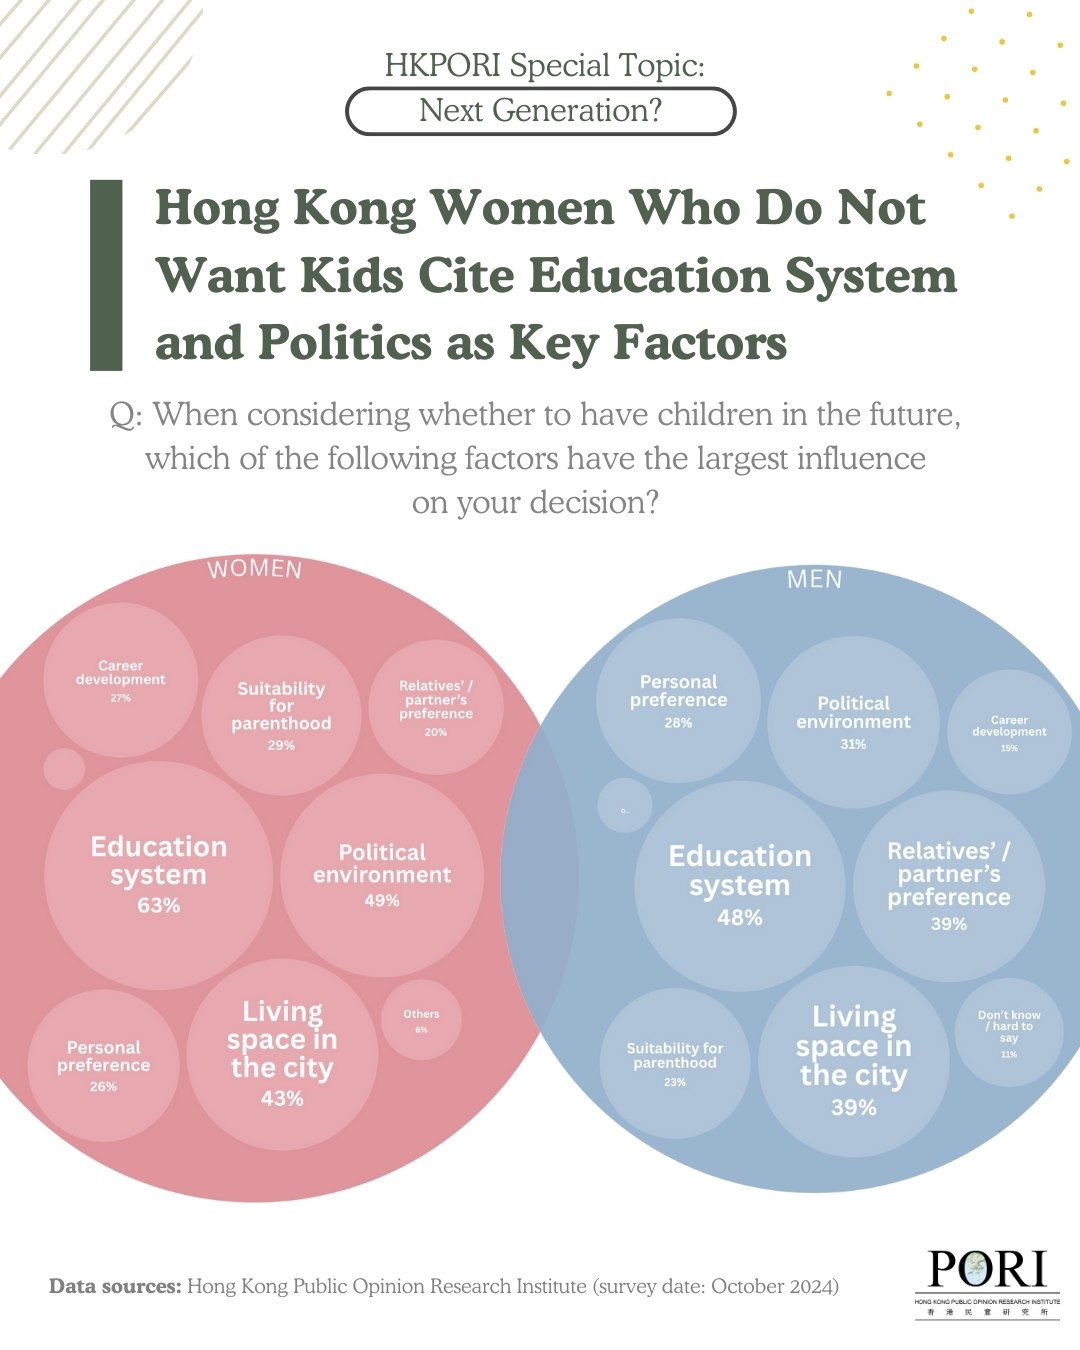 HKPORI Special Topic:
Next Generation?
Hong Kong Women Who Do Not
Want Kids Cite Education System
and Politics as Key Factors
Q: When considering whether to have children in the future,
which of the following factors have the largest influence
on your decision?
WOMEN
Career
development
27%
Suitability
for
parenthood
29%
Relatives’ /
partner’s
preference
20%
Education
system
63%
Political
environment
49%
Personal
preference
26%
Living
space in
the city
43%
Others
6%
MEN
Personal
preference
28%
Political
environment
31%
Career
development
15%
Education
system
48%
Relatives’ /
partner’s
preference
39%
Suitability for
parenthood
23%
Living
space in
the city
39%
Don’t know
/ hard to
say
11%
Data sources: Hong Kong Public Opinion Research Institute (survey date: October 2024)
PORI
HONG KONG PUBLIC OPINION RESEARCH INSTITUTE
香 港 民 意 研 究 所